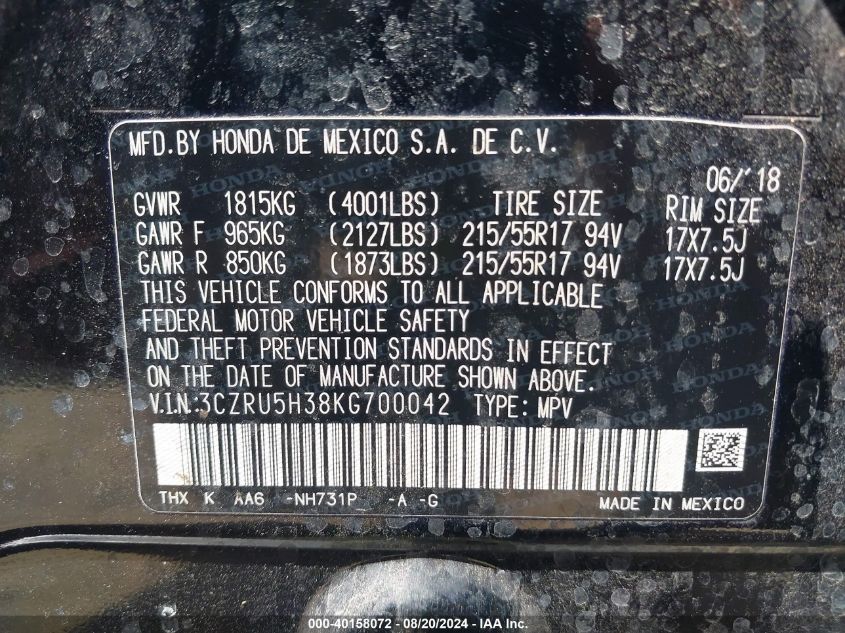 MFD.BY HONDA DE MEXICO S.A. DE C.V.
06/'18
GVWR 1815KG (4001LBS) TIRE SIZE RIM SIZE
GAWR F 965KG (2127LBS) 215/55R17 94V 17X7.5J
GAWR R 850KG (1873LBS) 215/55R17 94V 17X7.5J
THIS VEHICLE CONFORMS TO ALL APPLICABLE
FEDERAL MOTOR VEHICLE SAFETY
AND THEFT PREVENTION STANDARDS IN EFFECT
ON THE DATE OF MANUFACTURE SHOWN ABOVE.
V.I.N:3CZRU5H38KG700042 TYPE: MPV
THX K AA6 -NH731P_ -A -G MADE IN MEXICO
000-40158072 - 08/20/2024 - IAA Inc.